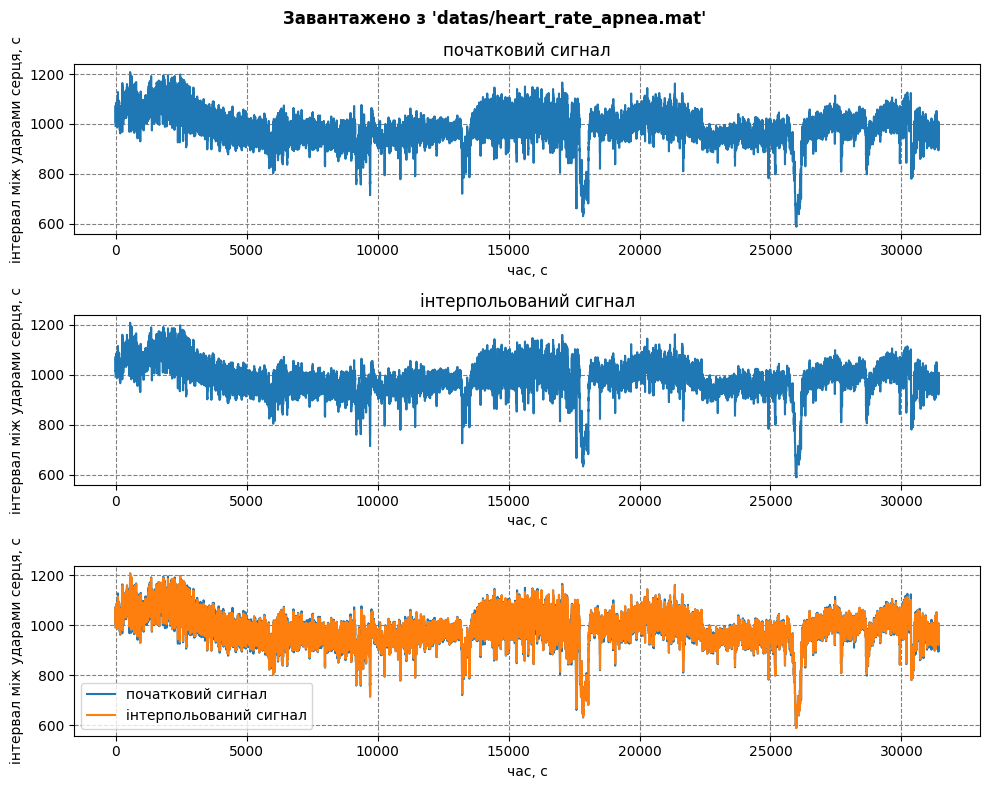 Завантажено з 'datas/heart_rate_apnea.mat'
початковий сигнал
інтервал між ударами серця, с
1200
1000
800
600
0 5000 10000 15000 20000 25000 30000
час, с
інтерпольований сигнал
інтервал між ударами серця, с
1200
1000
800
600
0 5000 10000 15000 20000 25000 30000
час, с
інтервал між ударами серця, с
1200
1000
800
600
початковий сигнал
інтерпольований сигнал
0 5000 10000 15000 20000 25000 30000
час, с